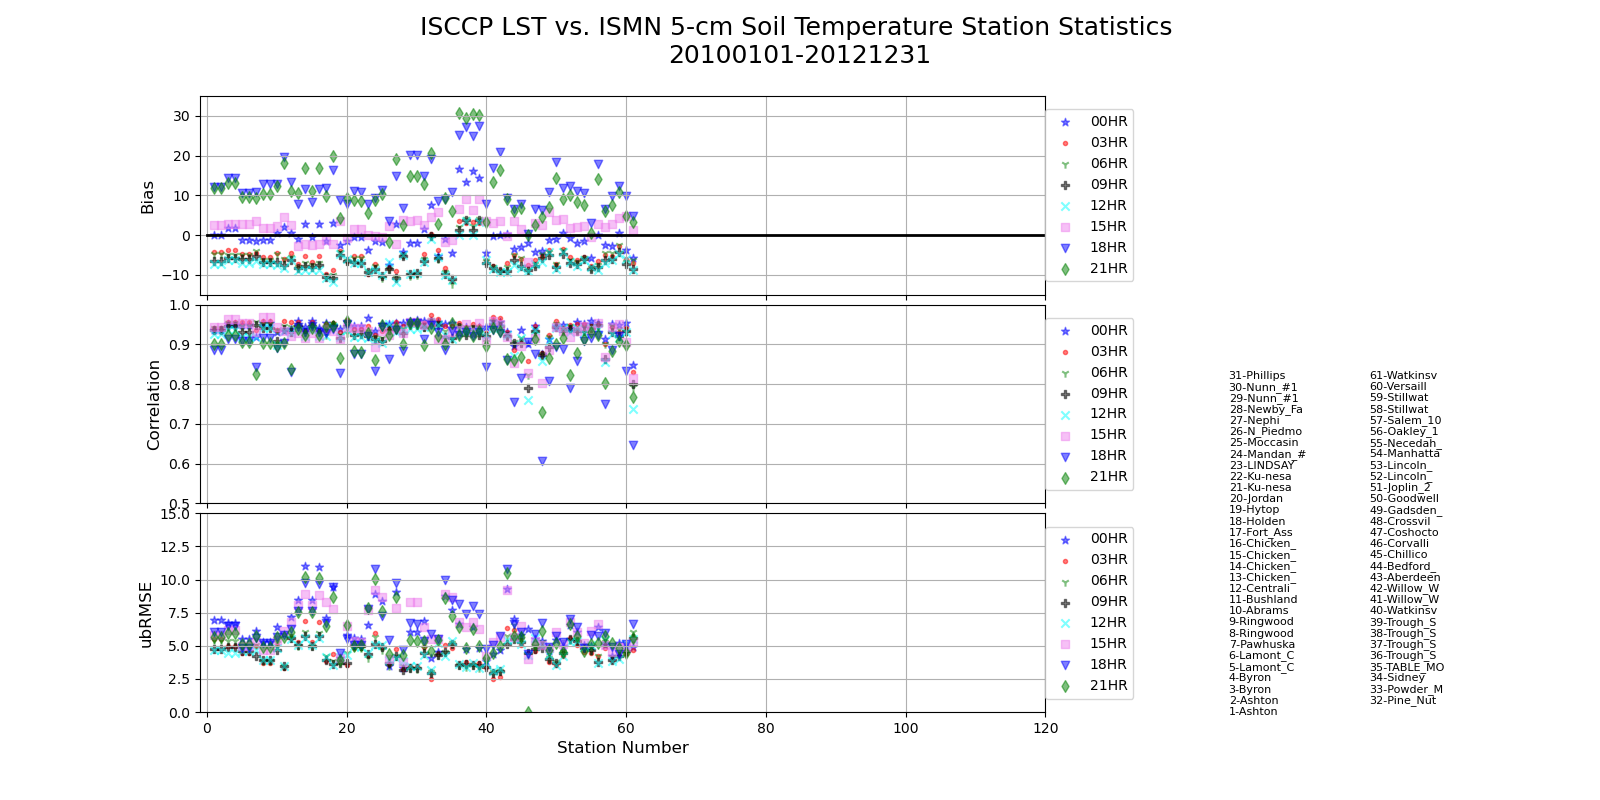 ISCCP LST vs. ISMN 5-cm Soil Temperature Station Statistics
20100101-20121231
30
20
10
0
−10
Bias
00HR
03HR
06HR
09HR
12HR
15HR
18HR
21HR
1.0
0.9
0.8
0.7
0.6
0.5
Correlation
00HR
03HR
06HR
09HR
12HR
15HR
18HR
21HR
15.0
12.5
10.0
7.5
5.0
2.5
0.0
ubRMSE
00HR
03HR
06HR
09HR
12HR
15HR
18HR
21HR
0 20 40 60 80 100 120
Station Number
31-Phillips
30-Nunn_#1
29-Nunn_#1
28-Newby_Fa
27-Nephi
26-N_Piedmo
25-Moccasin
24-Mandan_#
23-LINDSAY
22-Ku-nesa
21-Ku-nesa
20-Jordan
19-Hytop
18-Holden
17-Fort_Ass
16-Chicken_
15-Chicken_
14-Chicken_
13-Chicken_
12-Centrali
11-Bushland
10-Abrams
9-Ringwood
8-Ringwood
7-Pawhuska
6-Lamont_C
5-Lamont_C
4-Byron
3-Byron
2-Ashton
1-Ashton
61-Watkinsv
60-Versaill
59-Stillwat
58-Stillwat
57-Salem_10
56-Oakley_1
55-Necedah_
54-Manhatta
53-Lincoln_
52-Lincoln_
51-Joplin_2
50-Goodwell
49-Gadsden_
48-Crossvil
47-Coshocto
46-Corvalli
45-Chillico
44-Bedford_
43-Aberdeen
42-Willow_W
41-Willow_W
40-Watkinsv
39-Trough_S
38-Trough_S
37-Trough_S
36-Trough_S
35-TABLE_MO
34-Sidney
33-Powder_M
32-Pine_Nut